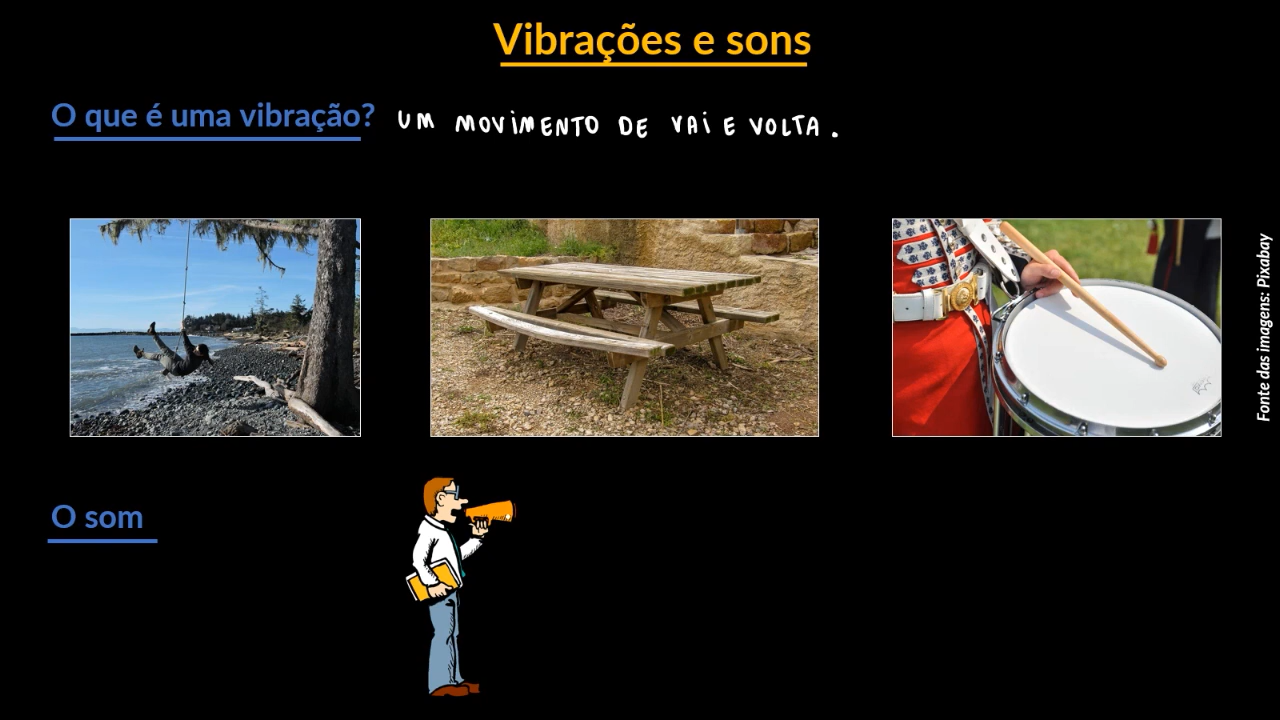 Vibrações e sons
O que é uma vibração? UM MOVIMENTO DE VAI E VOLTA.
Fonte das imagens: Pixabay
O som